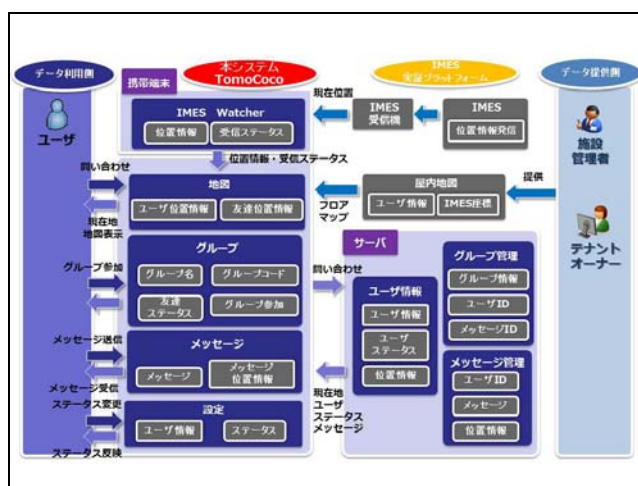 データ利用側
本システム
TomoCoco
IMES
実証プラットフォーム
データ提供側
携帯端末
ユーザ
IMES Watcher
位置情報
受信ステータス
現在位置
IMES
受信機
IMES
位置情報発信
施設
管理者
位置情報・受信ステータス
問い合わせ
現在地
地図表示
地図
ユーザ位置情報
友達位置情報
フロア
マップ
屋内地図
ユーザ情報
IMES座標
提供
テナント
オーナー
グループ参加
グループ
グループ名
グループコード
友達
ステータス
グループ参加
問い合わせ
サーバ
ユーザ情報
ユーザ情報
ユーザ
ステータス
位置情報
グループ管理
グループ情報
ユーザID
メッセージID
メッセージ送信
メッセージ受信
メッセージ
メッセージ
メッセージ
位置情報
現在地
ユーザ
ステータス
メッセージ
メッセージ管理
ユーザID
メッセージ
位置情報
ステータス変更
ステータス反映
設定
ユーザ情報
ステータス